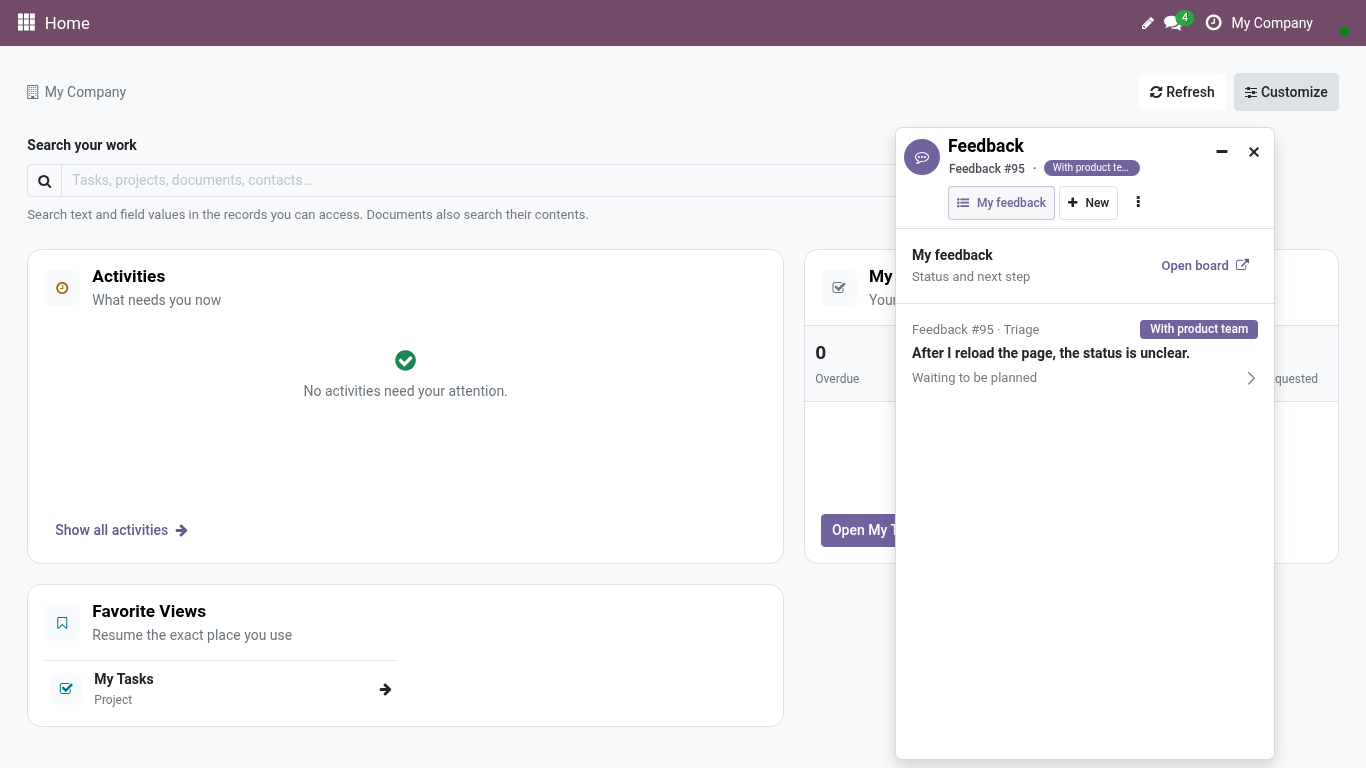 Home
4
My Company
My Company
Refresh
Customize
Search your work
Tasks, projects, documents, contacts...
Search text and field values in the records you can access. Documents also search their contents.
Activities
What needs you now
No activities need your attention.
Show all activities
My
Your
0
Overdue
quested
Open My T
Favorite Views
Resume the exact place you use
My Tasks
Project
Feedback
Feedback #95 · With product te...
My feedback
New
My feedback
Status and next step
Open board
Feedback #95 · Triage
With product team
After I reload the page, the status is unclear.
Waiting to be planned